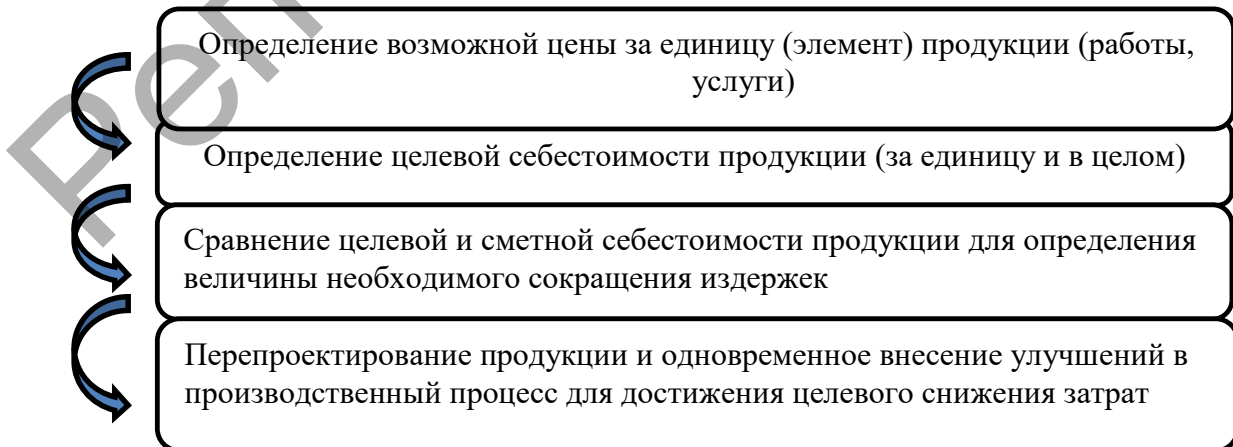 Определение возможной цены за единицу (элемент) продукции (работы,
услуги)
Определение целевой себестоимости продукции (за единицу и в целом)
Сравнение целевой и сметной себестоимости продукции для определения
величины необходимого сокращения издержек
Перепроектирование продукции и одновременное внесение улучшений в
производственный процесс для достижения целевого снижения затрат